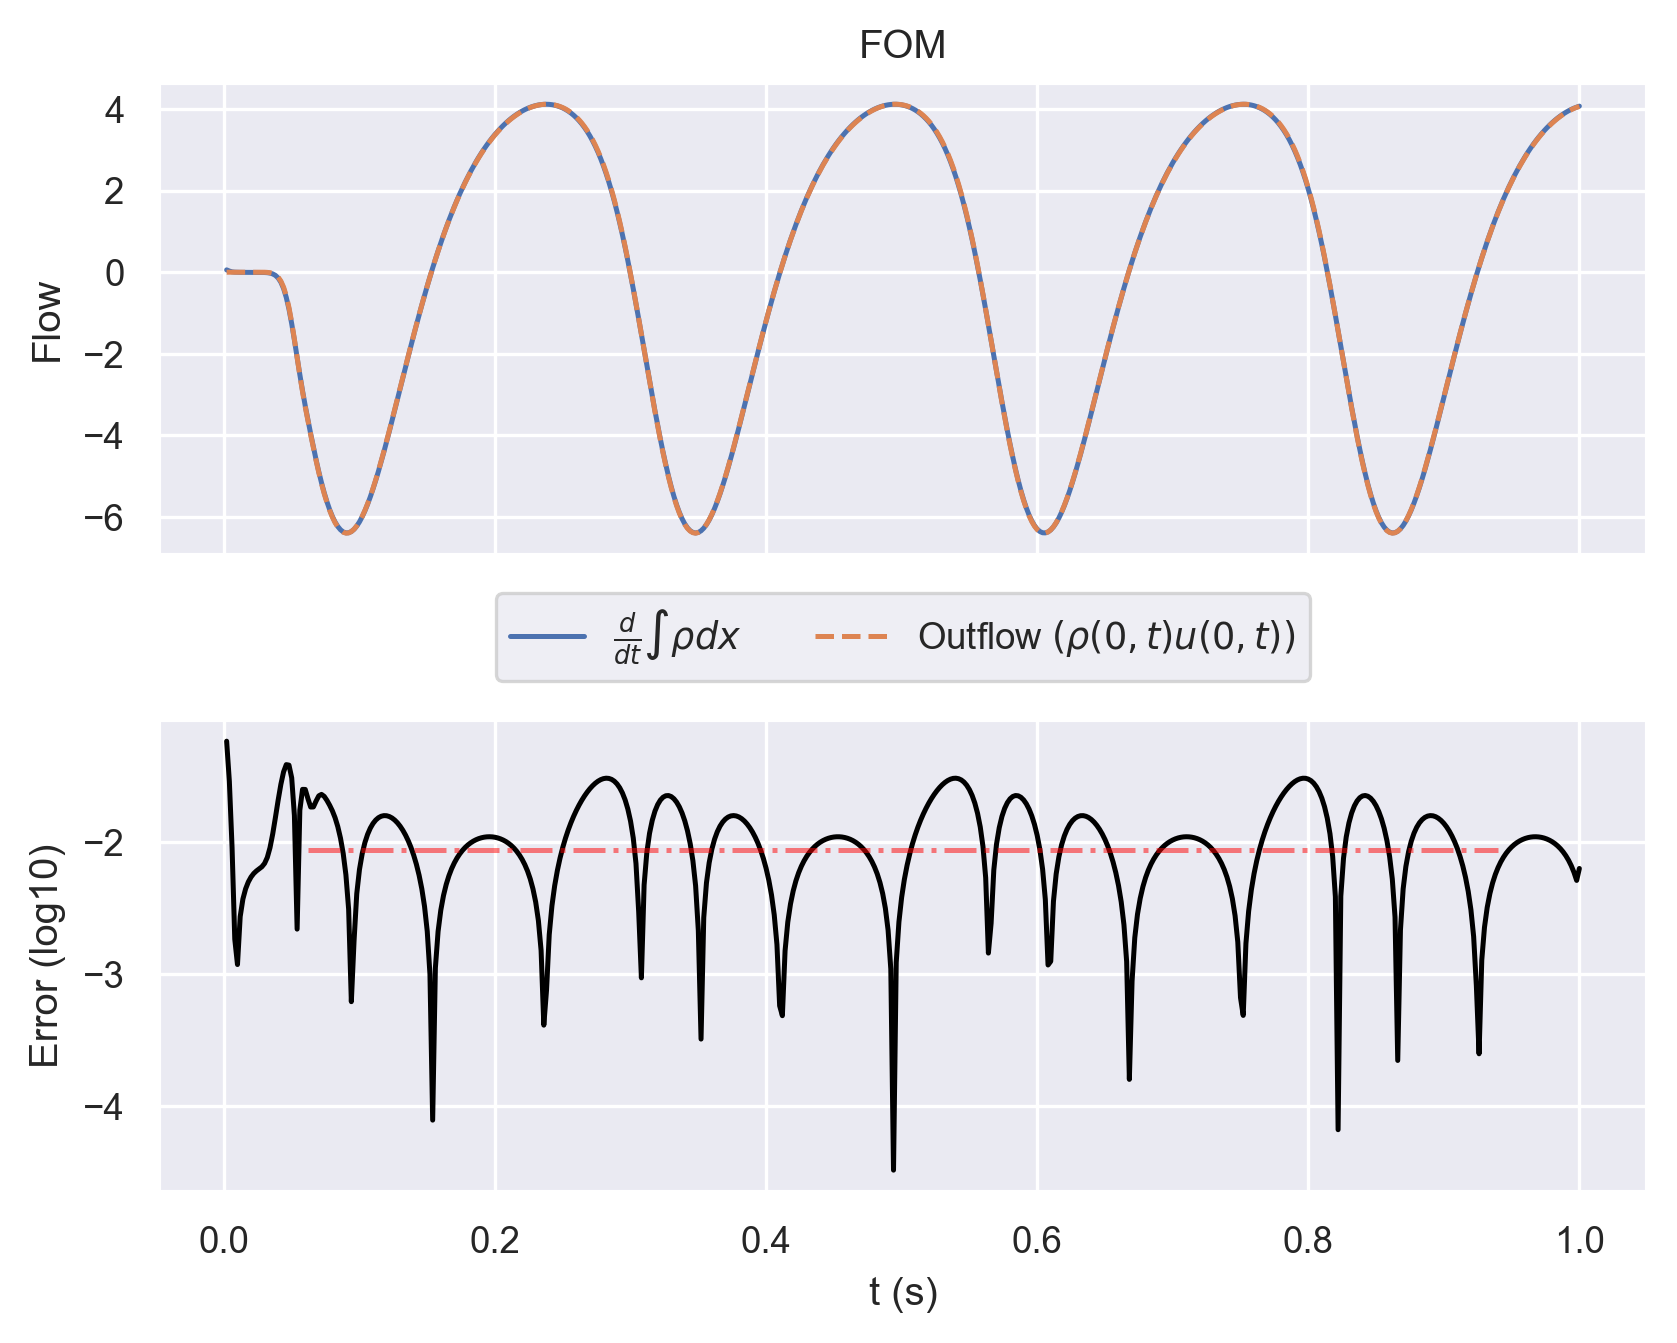 FOM
4
2
0
−2
−4
−6
Flow
d/dt ∫ρdx
Outflow (ρ(0, t)u(0, t))
−2
−3
−4
Error (log10)
0.0 0.2 0.4 0.6 0.8 1.0
t (s)